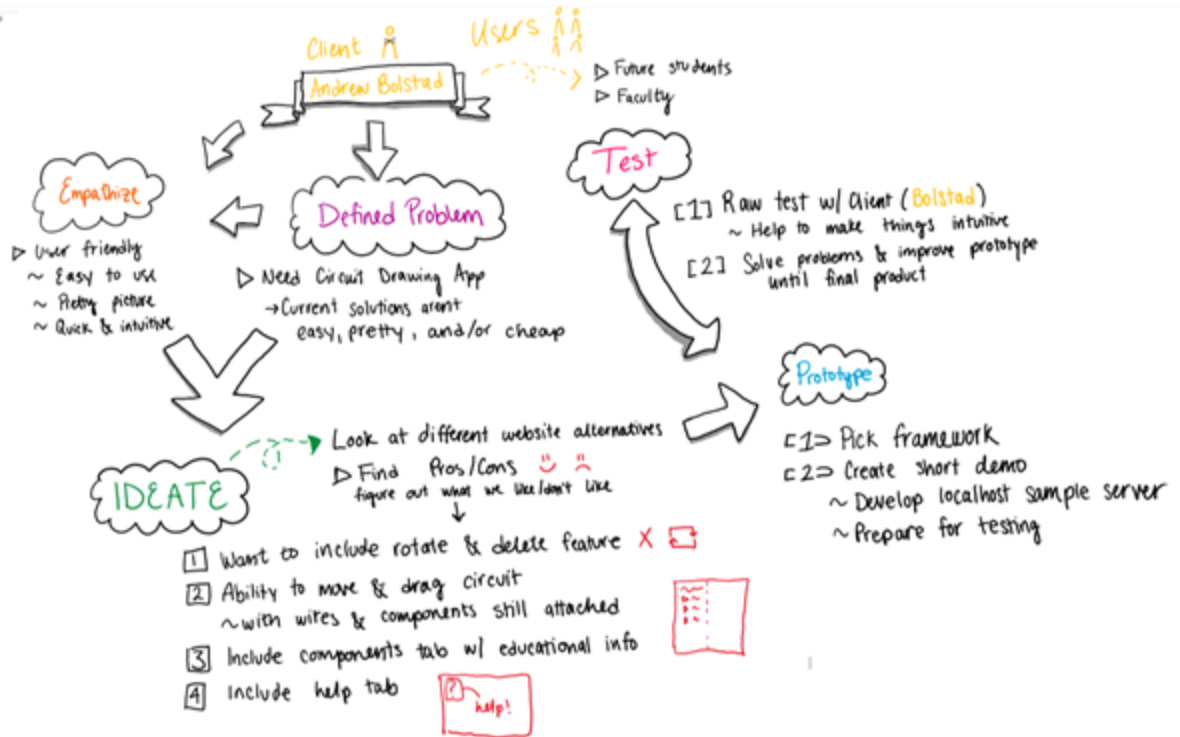 Client
Users
Andrew Bolstad
▷ Future students
▷ Faculty
Empathize
▷ User friendly
~ Easy to use
~ Pretty picture
~ Quick & intuitive
Defined Problem
▷ Need Circuit Drawing App
→ Current solutions arent
easy, pretty, and/or cheap
Test
[1] Raw test w/ Client (Bolstad)
~ Help to make things intuitive
[2] Solve problems & improve prototype
until final product
IDEATE
Look at different website alternatives
▷ Find Pros/Cons
figure out what we like/don't like
1 Want to include rotate & delete feature X
2 Ability to move & drag circuit
~ with wires & components still attached
3 Include components tab w/ educational info
4 Include help tab
?
help!
Prototype
[1] Pick framework
[2] Create short demo
~ Develop localhost sample server
~ Prepare for testing